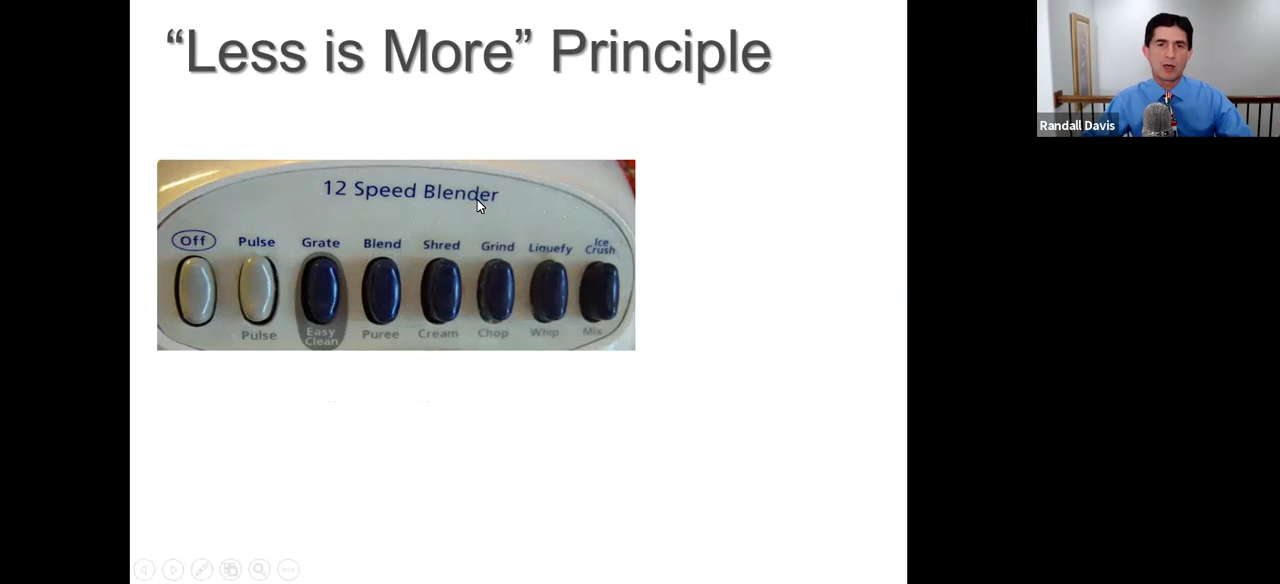 “Less is More” Principle
Randall Davis
12 Speed Blender
Off Pulse Grate Blend Shred Grind Liquefy Ice Crush
Pulse Easy Clean Puree Cream Chop Whip Mix